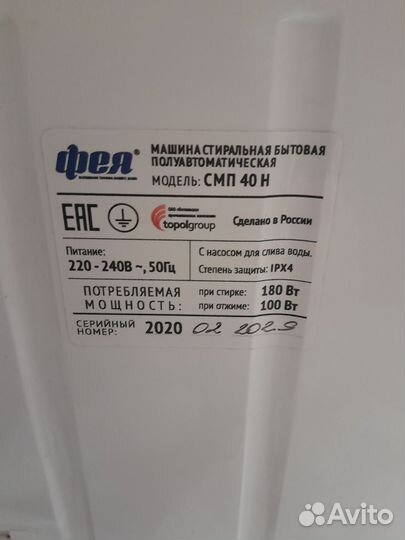 фея®
МАШИНА СТИРАЛЬНАЯ БЫТОВАЯ
ПОЛУАВТОМАТИЧЕСКАЯ
МОДЕЛЬ: СМП 40 Н
ЕАС
topolgroup
Сделано в России
Питание:
220 - 240В ~, 50Гц
С насосом для слива воды.
Степень защиты: IPX4
ПОТРЕБЛЯЕМАЯ
МОЩНОСТЬ:
при стирке: 180 Вт
при отжиме: 100 Вт
СЕРИЙНЫЙ
НОМЕР:
2020 02 2029
Avito